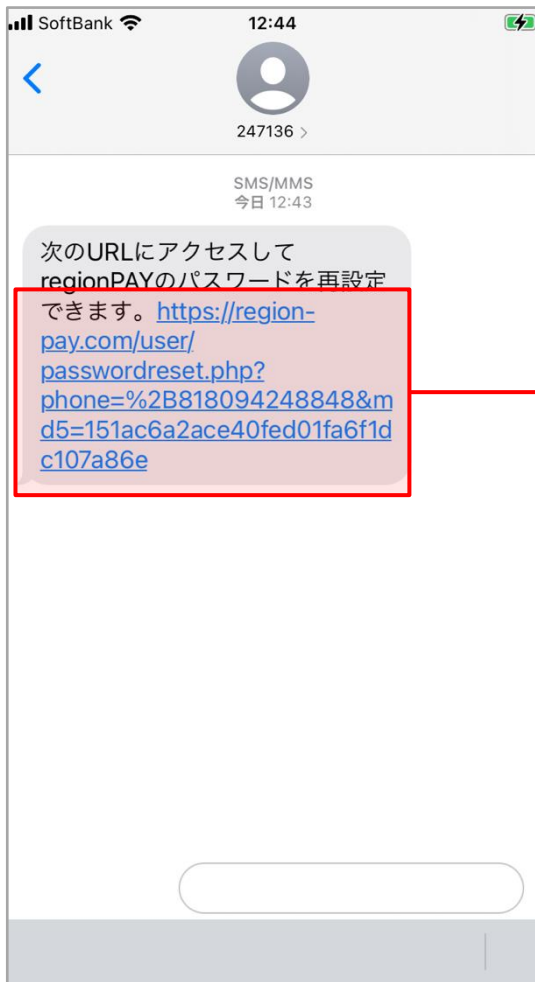 SoftBank
12:44
247136 >
SMS/MMS
今日 12:43
次のURLにアクセスして
regionPAYのパスワードを再設定
できます。https://region-
pay.com/user/
passwordreset.php?
phone=%2B818094248848&m
d5=151ac6a2ace40fed01fa6f1d
c107a86e